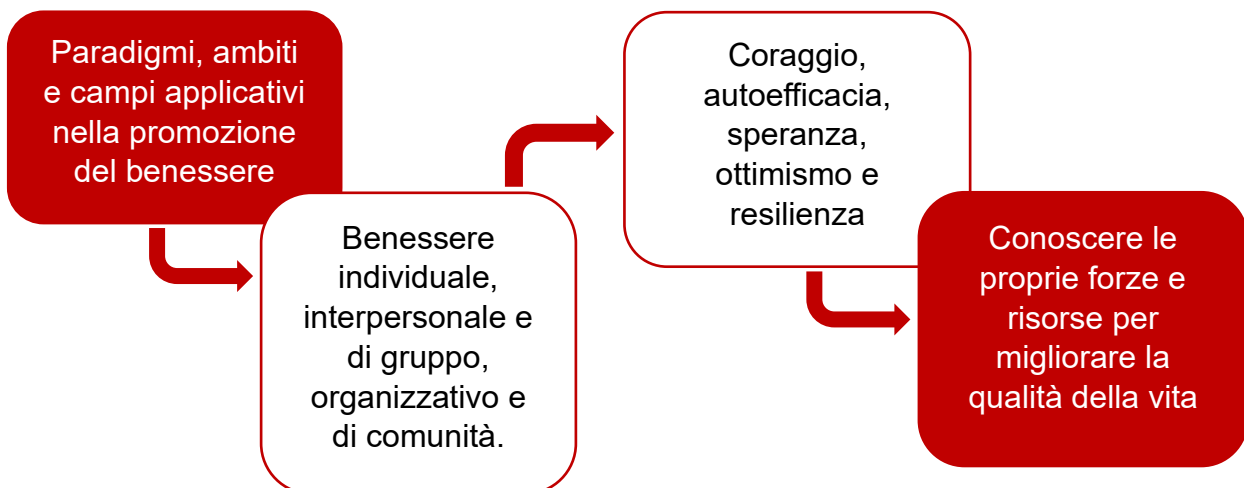 Paradigmi, ambiti
e campi applicativi
nella promozione
del benessere
Benessere
individuale,
interpersonale e
di gruppo,
organizzativo e
di comunità.
Coraggio,
autoefficacia,
speranza,
ottimismo e
resilienza
Conoscere le
proprie forze e
risorse per
migliorare la
qualità della vita